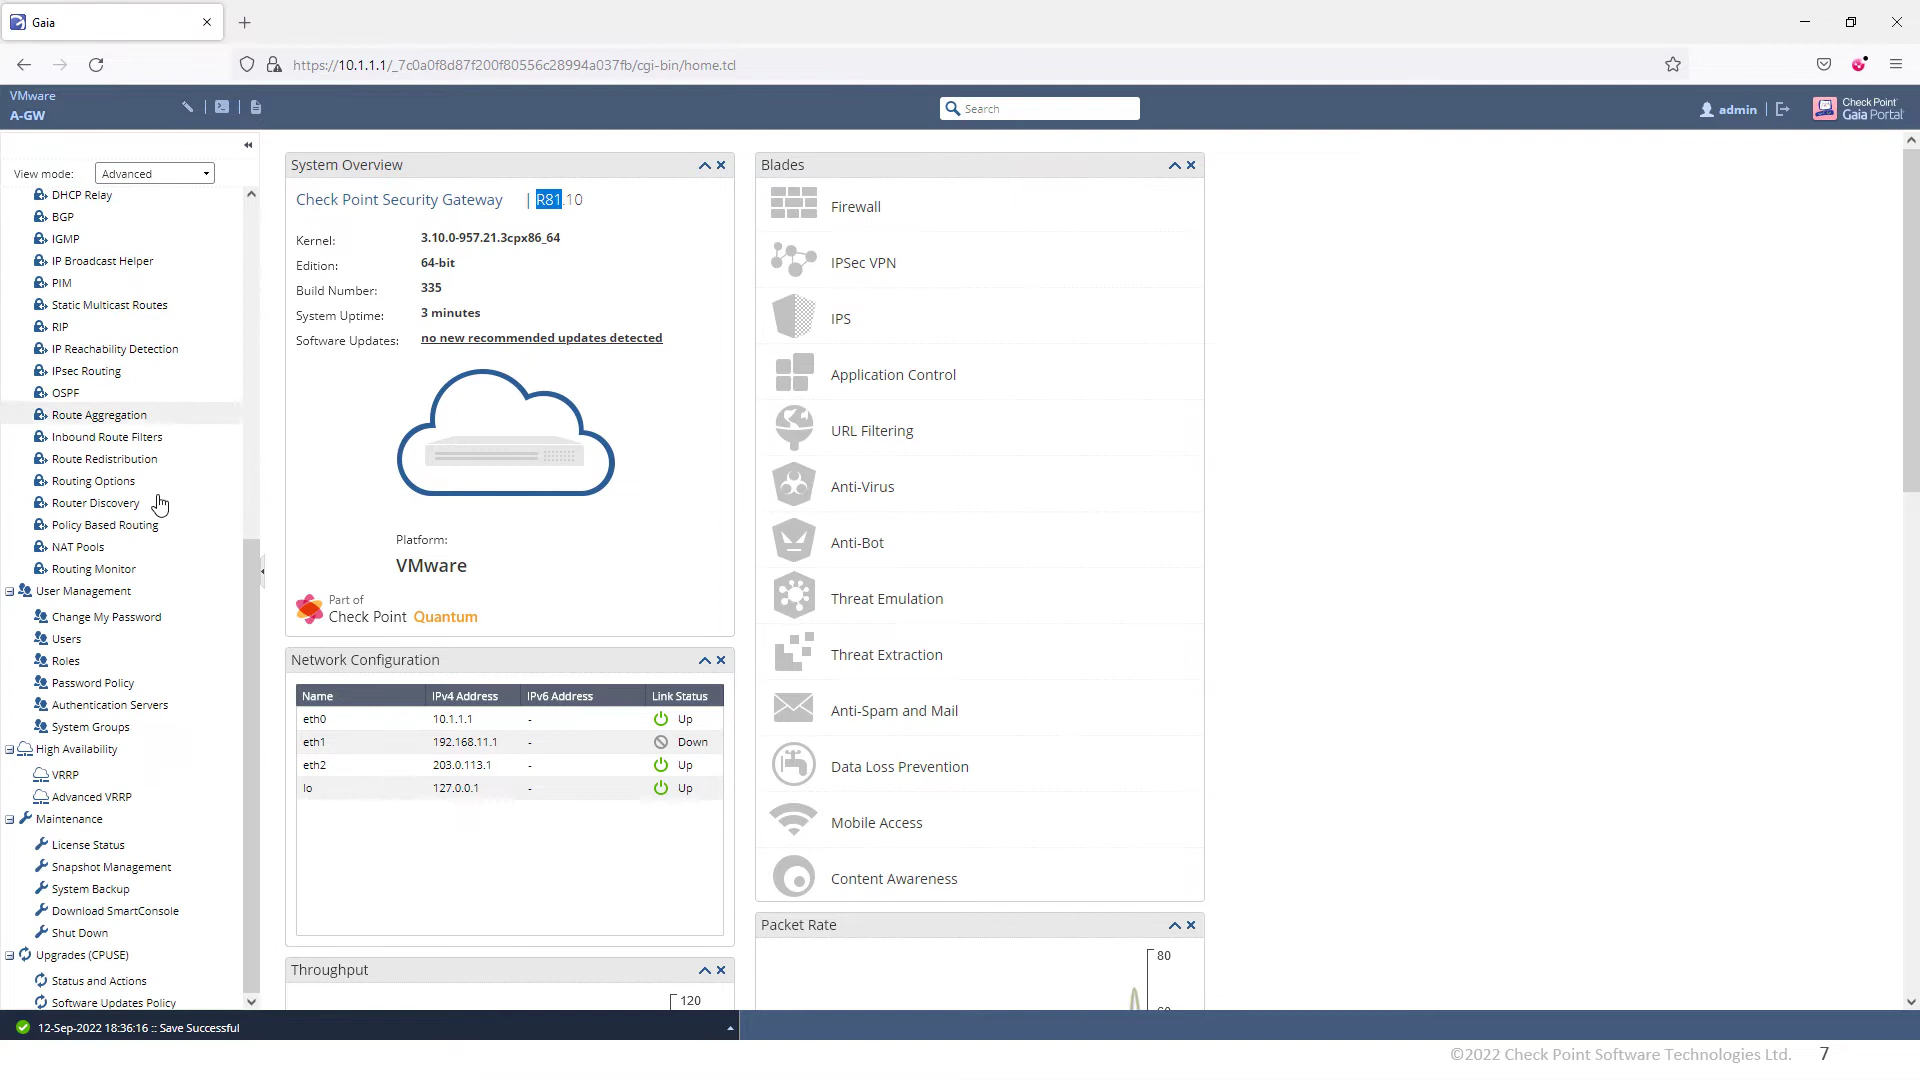 Gaia
https://10.1.1.1/_7c0a0f8d87f200f80556c28994a037fb/cgi-bin/home.tcl
VMware
A-GW
Search
admin
Check Point
Gaia Portal
View mode: Advanced
DHCP Relay
BGP
IGMP
IP Broadcast Helper
PIM
Static Multicast Routes
RIP
IP Reachability Detection
IPsec Routing
OSPF
Route Aggregation
Inbound Route Filters
Route Redistribution
Routing Options
Router Discovery
Policy Based Routing
NAT Pools
Routing Monitor
User Management
Change My Password
Users
Roles
Password Policy
Authentication Servers
System Groups
High Availability
VRRP
Advanced VRRP
Maintenance
License Status
Snapshot Management
System Backup
Download SmartConsole
Shut Down
Upgrades (CPUSE)
Status and Actions
Software Updates Policy
System Overview
Check Point Security Gateway | R81.10
Kernel: 3.10.0-957.21.3cpx86_64
Edition: 64-bit
Build Number: 335
System Uptime: 3 minutes
Software Updates: no new recommended updates detected
Platform:
VMware
Part of
Check Point Quantum
Network Configuration
Name IPv4 Address IPv6 Address Link Status
eth0 10.1.1.1 - Up
eth1 192.168.11.1 - Down
eth2 203.0.113.1 - Up
lo 127.0.0.1 - Up
Throughput
120
Blades
Firewall
IPSec VPN
IPS
Application Control
URL Filtering
Anti-Virus
Anti-Bot
Threat Emulation
Threat Extraction
Anti-Spam and Mail
Data Loss Prevention
Mobile Access
Content Awareness
Packet Rate
80
12-Sep-2022 18:36:16 :: Save Successful
©2022 Check Point Software Technologies Ltd. 7